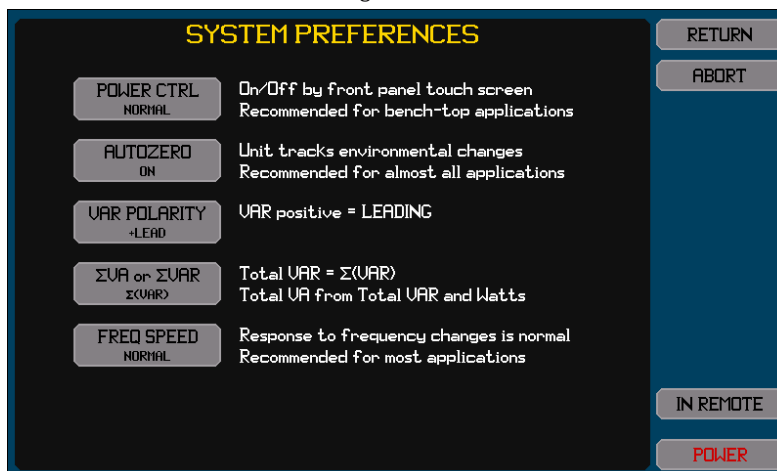 SYSTEM PREFERENCES
RETURN
ABORT
POWER CTRL
NORMAL
On/Off by front panel touch screen
Recommended for bench-top applications
AUTOZERO
ON
Unit tracks environmental changes
Recommended for almost all applications
VAR POLARITY
+LEAD
VAR positive = LEADING
ΣVA or ΣVAR
Σ(VAR)
Total VAR = Σ(VAR)
Total VA from Total VAR and Watts
FREQ SPEED
NORMAL
Response to frequency changes is normal
Recommended for most applications
IN REMOTE
POWER